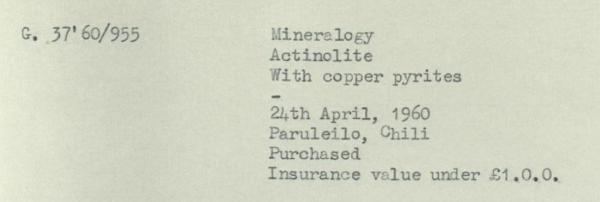 G. 37'60/955
Mineralogy
Actinolite
With copper pyrites
-
24th April, 1960
Paruleilo, Chili
Purchased
Insurance value under £1.0.0.